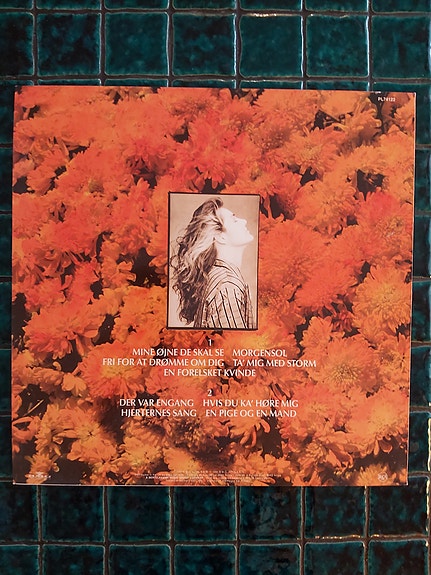 PL70122
1
MINE ØJNE DE SKAL SE MORGENSOL
FRI FOR AT DRØMME OM DIG TA' MIG MED STORM
EN FORELSKET KVINDE
2
DER VAR ENGANG HVIS DU KA' HØRE MIG
HJERTERNES SANG EN PIGE OG EN MAND